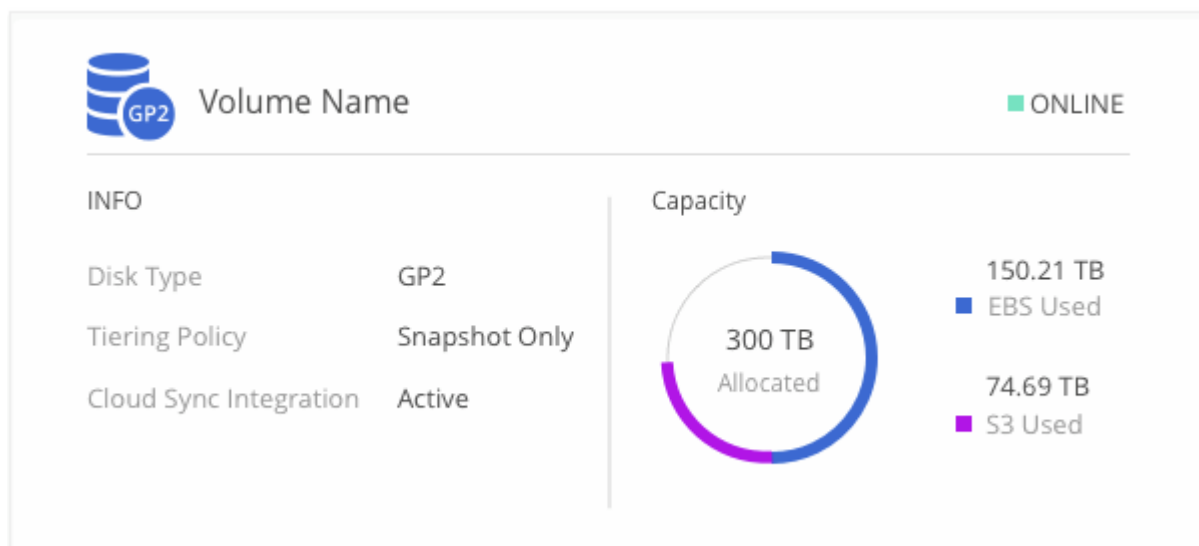 GP2
Volume Name
ONLINE
INFO
Disk Type GP2
Tiering Policy Snapshot Only
Cloud Sync Integration Active
Capacity
300 TB
Allocated
150.21 TB
EBS Used
74.69 TB
S3 Used